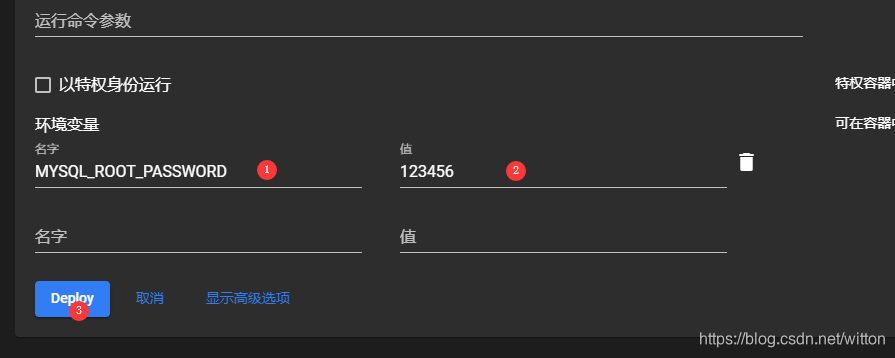 运行命令参数
以特权身份运行
特权容器中
环境变量
可在容器中
名字 值
MYSQL_ROOT_PASSWORD 1 123456 2
名字 值
Deploy 取消 显示高级选项
3
https://blog.csdn.net/witton